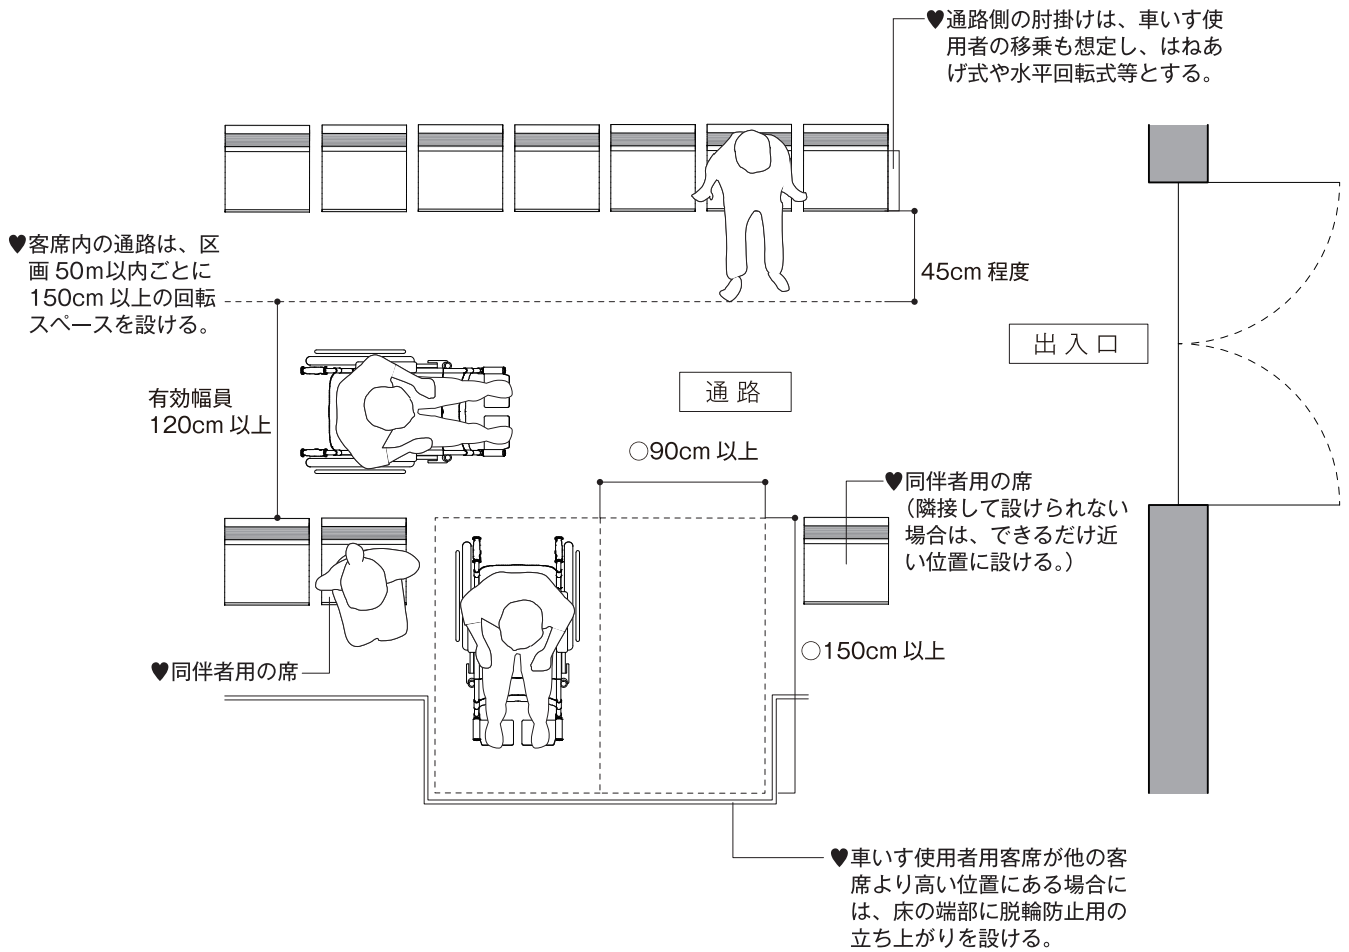 ♥通路側の肘掛けは、車いす使
用者の移乗も想定し、はねあ
げ式や水平回転式等とする。
♥客席内の通路は、区
画 50m以内ごとに
150cm 以上の回転
スペースを設ける。
45cm 程度
出入口
有効幅員
120cm 以上
通路
○90cm 以上
♥同伴者用の席
（隣接して設けられない
場合は、できるだけ近
い位置に設ける。）
○150cm 以上
♥同伴者用の席
♥車いす使用者用客席が他の客
席より高い位置にある場合に
は、床の端部に脱輪防止用の
立ち上がりを設ける。